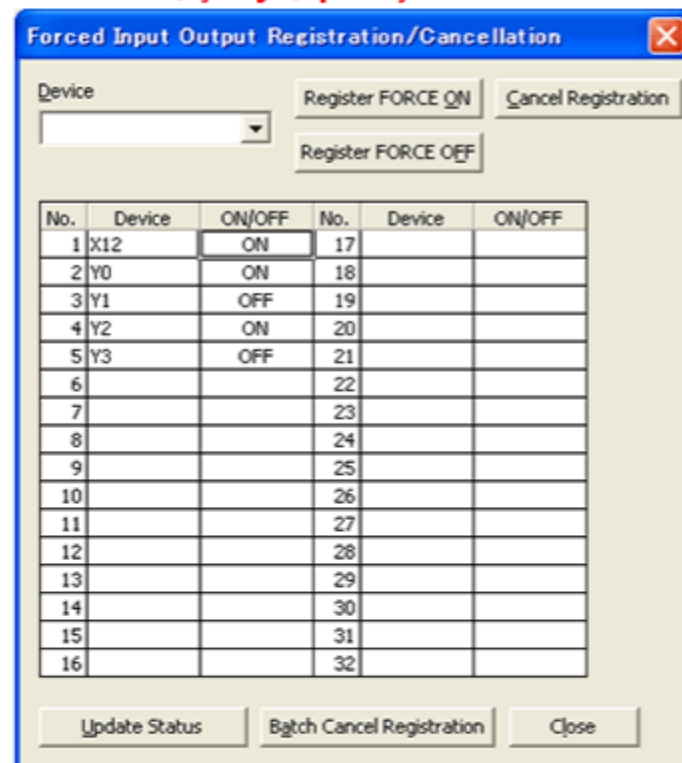 Forced Input Output Registration/Cancellation
Device
Register FORCE ON
Cancel Registration
Register FORCE OFF
No. Device ON/OFF No. Device ON/OFF
1 X12 ON 17
2 Y0 ON 18
3 Y1 OFF 19
4 Y2 ON 20
5 Y3 OFF 21
6 22
7 23
8 24
9 25
10 26
11 27
12 28
13 29
14 30
15 31
16 32
Update Status Batch Cancel Registration Close